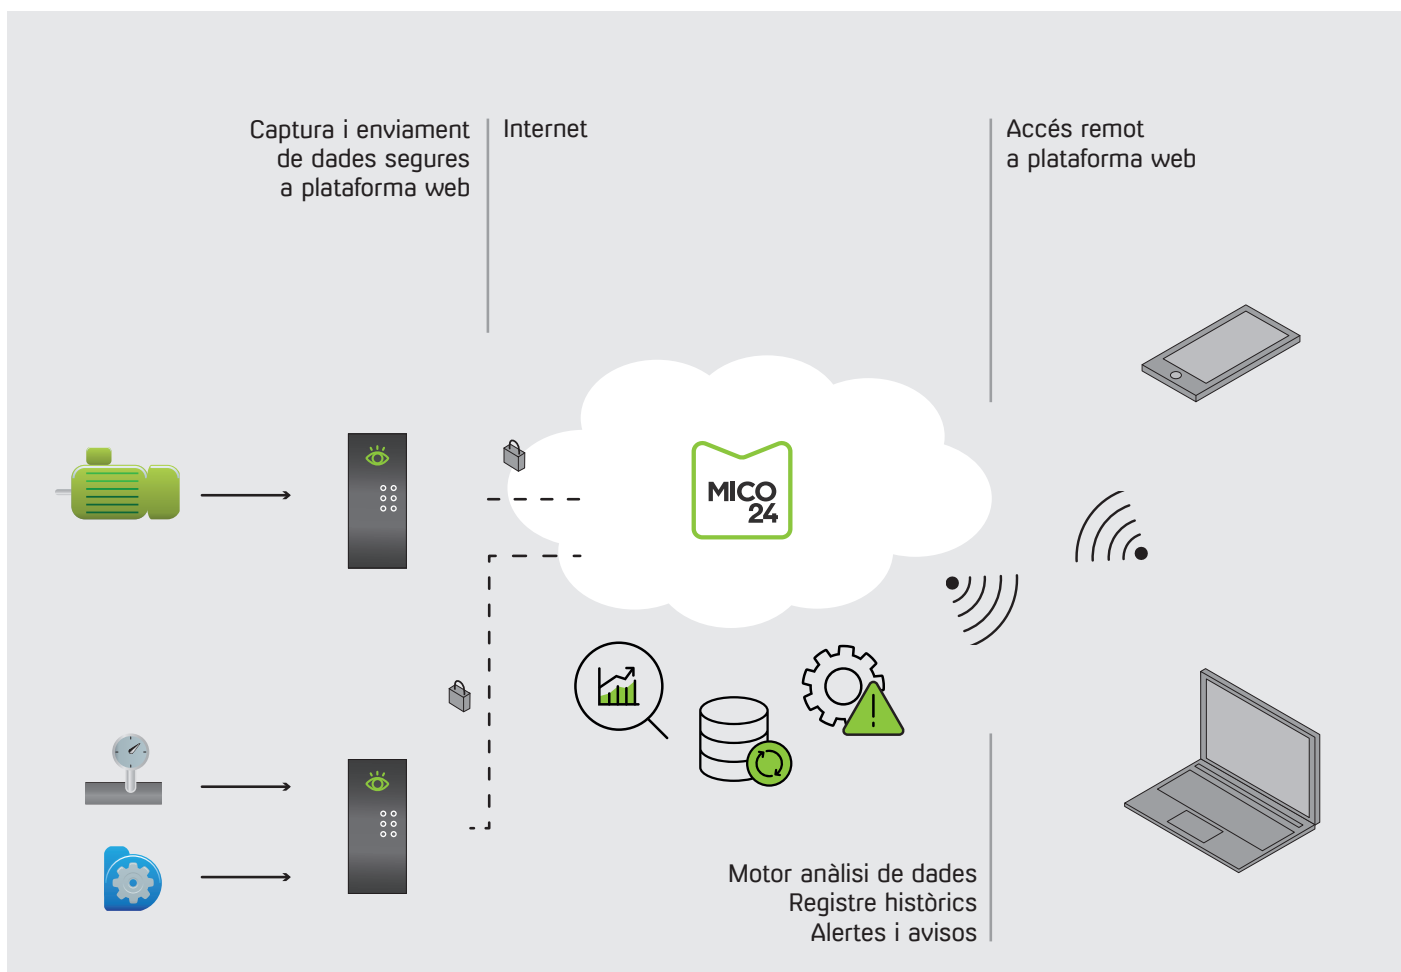 Captura i enviament
de dades segures
a plataforma web
Internet
Accés remot
a plataforma web
MICO
24
Motor anàlisi de dades
Registre històrics
Alertes i avisos